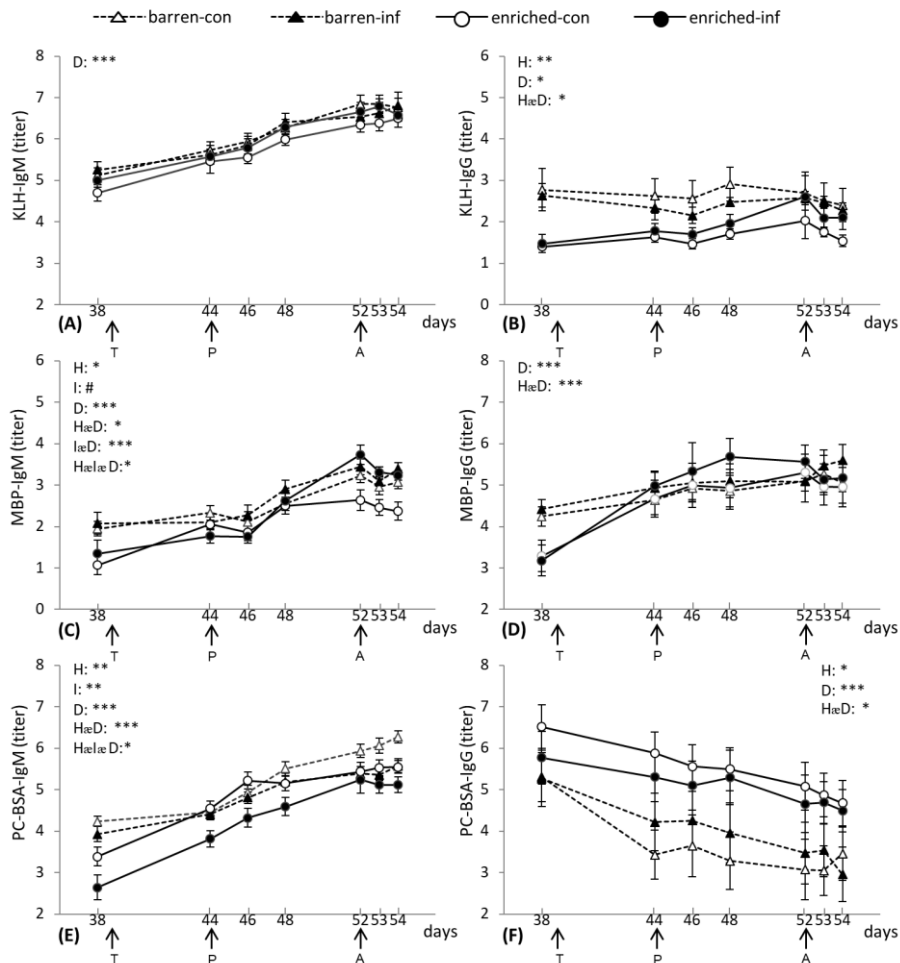 barren-con barren-inf enriched-con enriched-inf
KLH-IgM (titer)
8
7
6
5
4
3
2
D: ***
38 44 46 48 52 53 54
days
(A)
T P A
KLH-IgG (titer)
6
5
4
3
2
1
0
H: **
D: *
HæD: *
38 44 46 48 52 53 54
days
(B)
T P A
MBP-IgM (titer)
6
5
4
3
2
1
0
H: *
I: #
D: ***
HæD: *
IæD: ***
HæIæD:*
38 44 46 48 52 53 54
days
(C)
T P A
MBP-IgG (titer)
8
7
6
5
4
3
2
D: ***
HæD: ***
38 44 46 48 52 53 54
days
(D)
T P A
PC-BSA-IgM (titer)
8
7
6
5
4
3
2
H: **
I: **
D: ***
HæD: ***
HæIæD:*
38 44 46 48 52 53 54
days
(E)
T P A
PC-BSA-IgG (titer)
8
7
6
5
4
3
2
H: *
D: ***
HæD: *
38 44 46 48 52 53 54
days
(F)
T P A